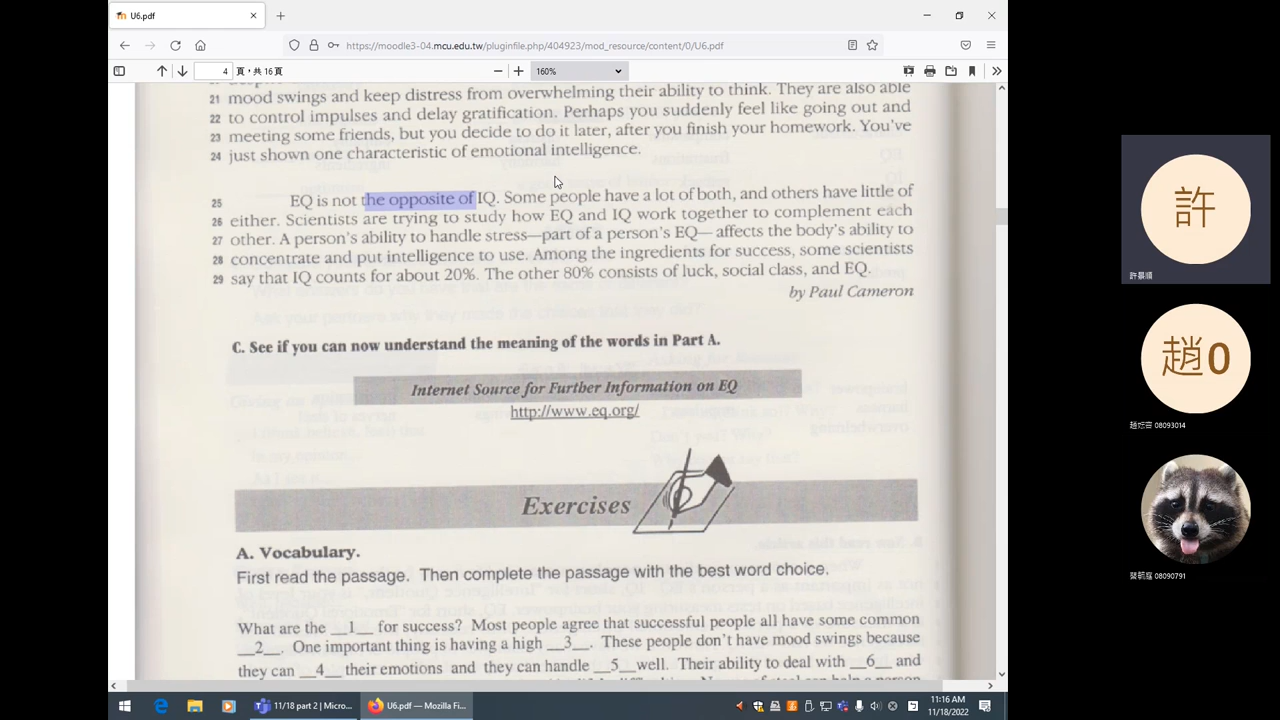 U6.pdf
https://moodle3-04.mcu.edu.tw/pluginfile.php/404923/mod_resource/content/0/U6.pdf
4 頁，共 16 頁
160%
21 mood swings and keep distress from overwhelming their ability to think. They are also able
22 to control impulses and delay gratification. Perhaps you suddenly feel like going out and
23 meeting some friends, but you decide to do it later, after you finish your homework. You've
24 just shown one characteristic of emotional intelligence.
25 EQ is not the opposite of IQ. Some people have a lot of both, and others have little of
26 either. Scientists are trying to study how EQ and IQ work together to complement each
27 other. A person's ability to handle stress—part of a person's EQ— affects the body's ability to
28 concentrate and put intelligence to use. Among the ingredients for success, some scientists
29 say that IQ counts for about 20%. The other 80% consists of luck, social class, and EQ.
by Paul Cameron
C. See if you can now understand the meaning of the words in Part A.
Internet Source for Further Information on EQ
http://www.eq.org/
Exercises
A. Vocabulary.
First read the passage. Then complete the passage with the best word choice.
What are the __1__ for success? Most people agree that successful people all have some common
__2__. One important thing is having a high __3__. These people don't have mood swings because
they can __4__ their emotions and they can handle __5__ well. Their ability to deal with __6__ and
許
許景順
趙0
08093014
08090791
11/18 part 2 | Micro...
U6.pdf — Mozilla Fi...
11:16 AM
11/18/2022